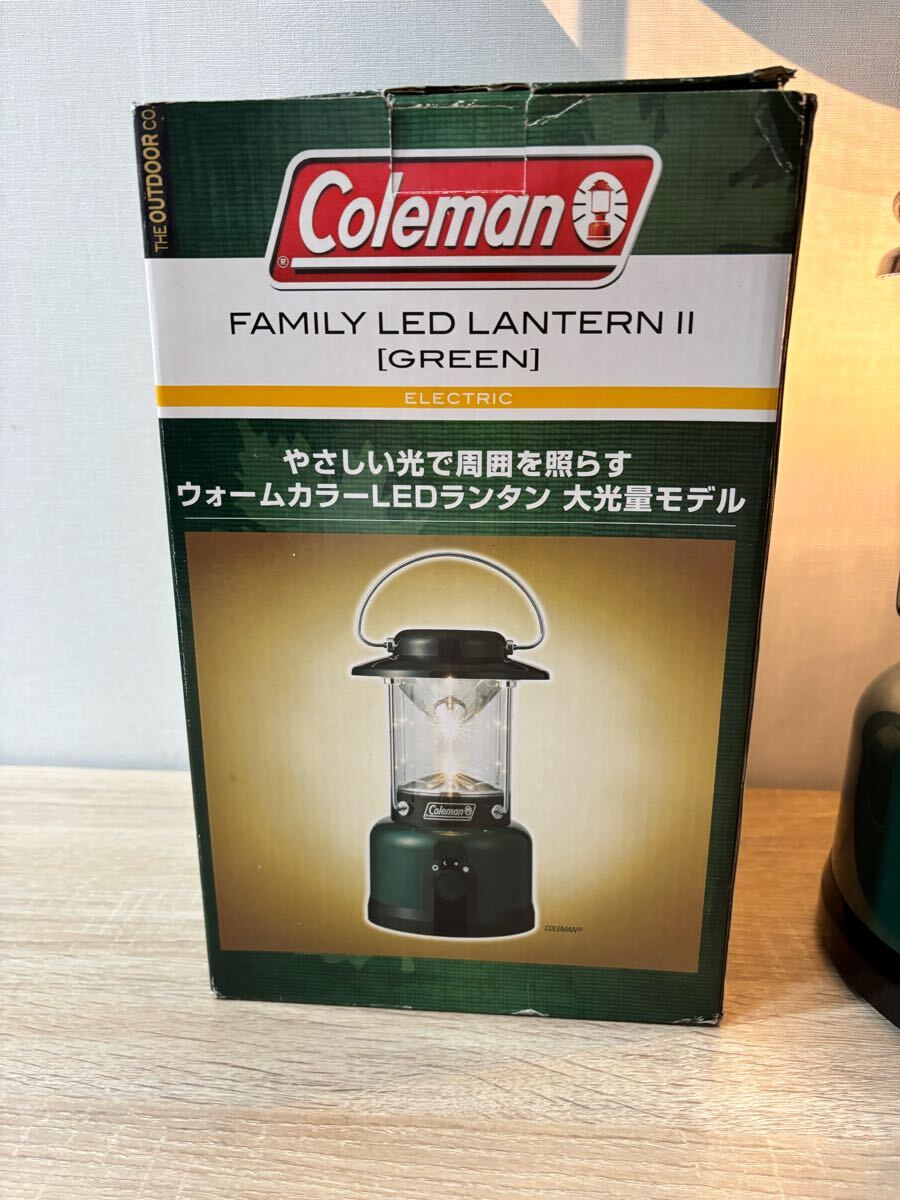 THE OUTDOOR CO.
Coleman
®
FAMILY LED LANTERN II
[GREEN]
ELECTRIC
やさしい光で周囲を照らす
ウォームカラーLEDランタン 大光量モデル
Coleman
COLEMAN®